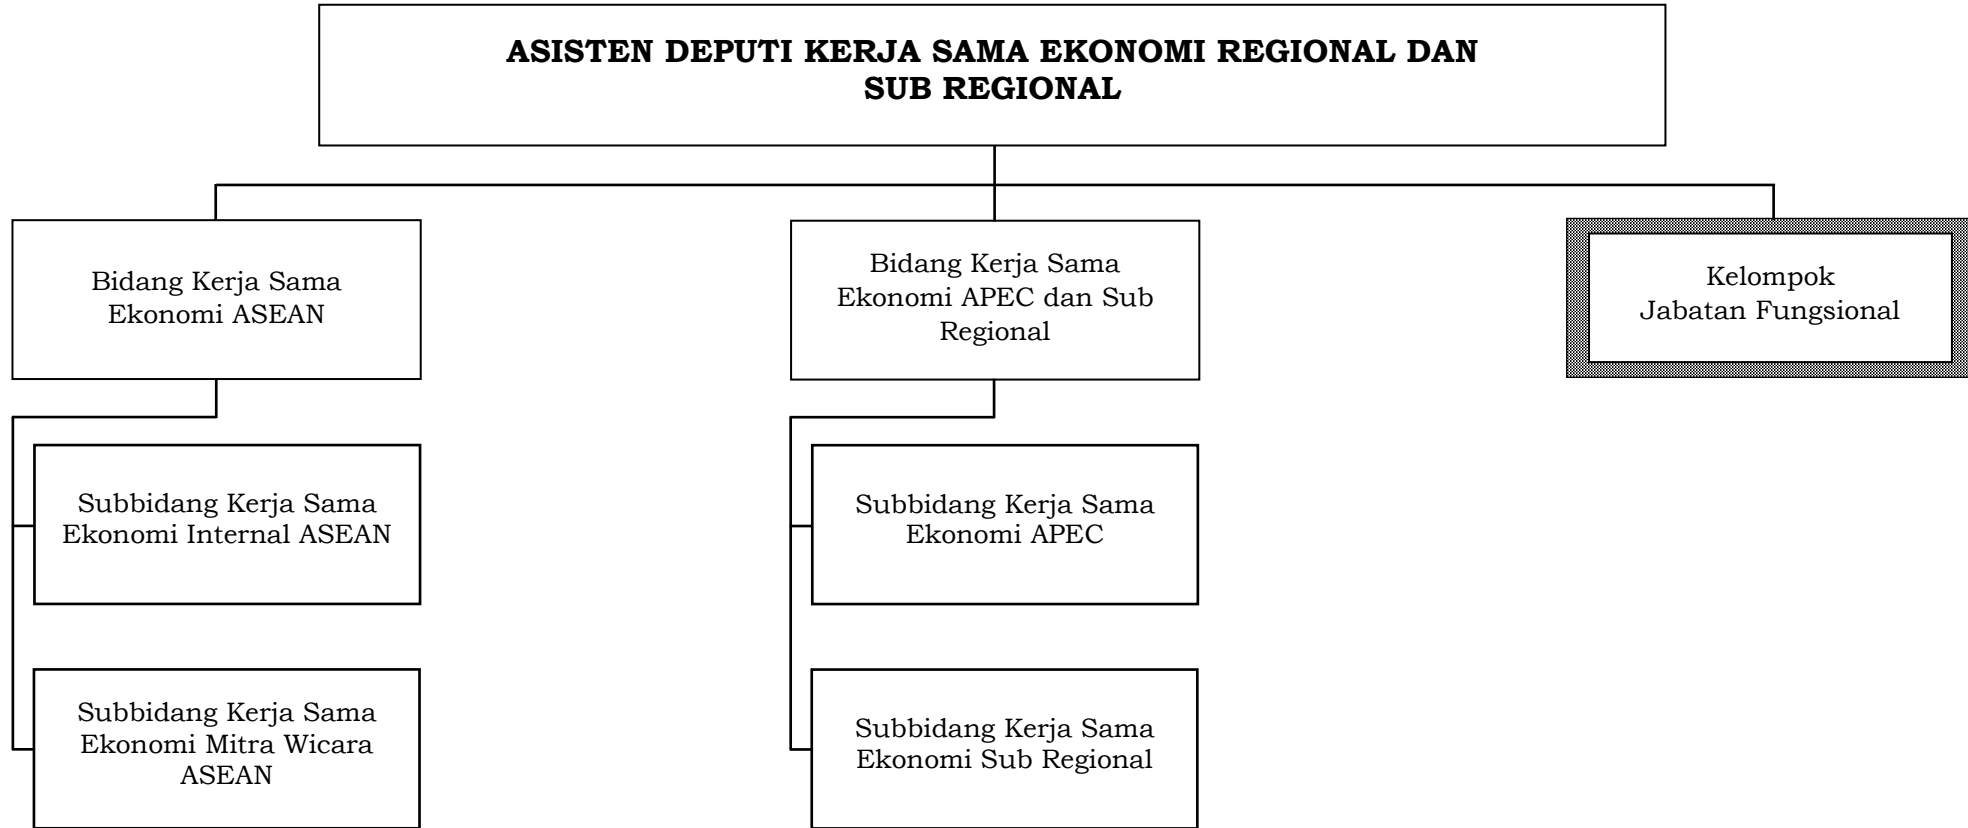 ASISTEN DEPUTI KERJA SAMA EKONOMI REGIONAL DAN
SUB REGIONAL
Bidang Kerja Sama
Ekonomi ASEAN
Bidang Kerja Sama
Ekonomi APEC dan Sub
Regional
Kelompok
Jabatan Fungsional
Subbidang Kerja Sama
Ekonomi Internal ASEAN
Subbidang Kerja Sama
Ekonomi APEC
Subbidang Kerja Sama
Ekonomi Mitra Wicara
ASEAN
Subbidang Kerja Sama
Ekonomi Sub Regional